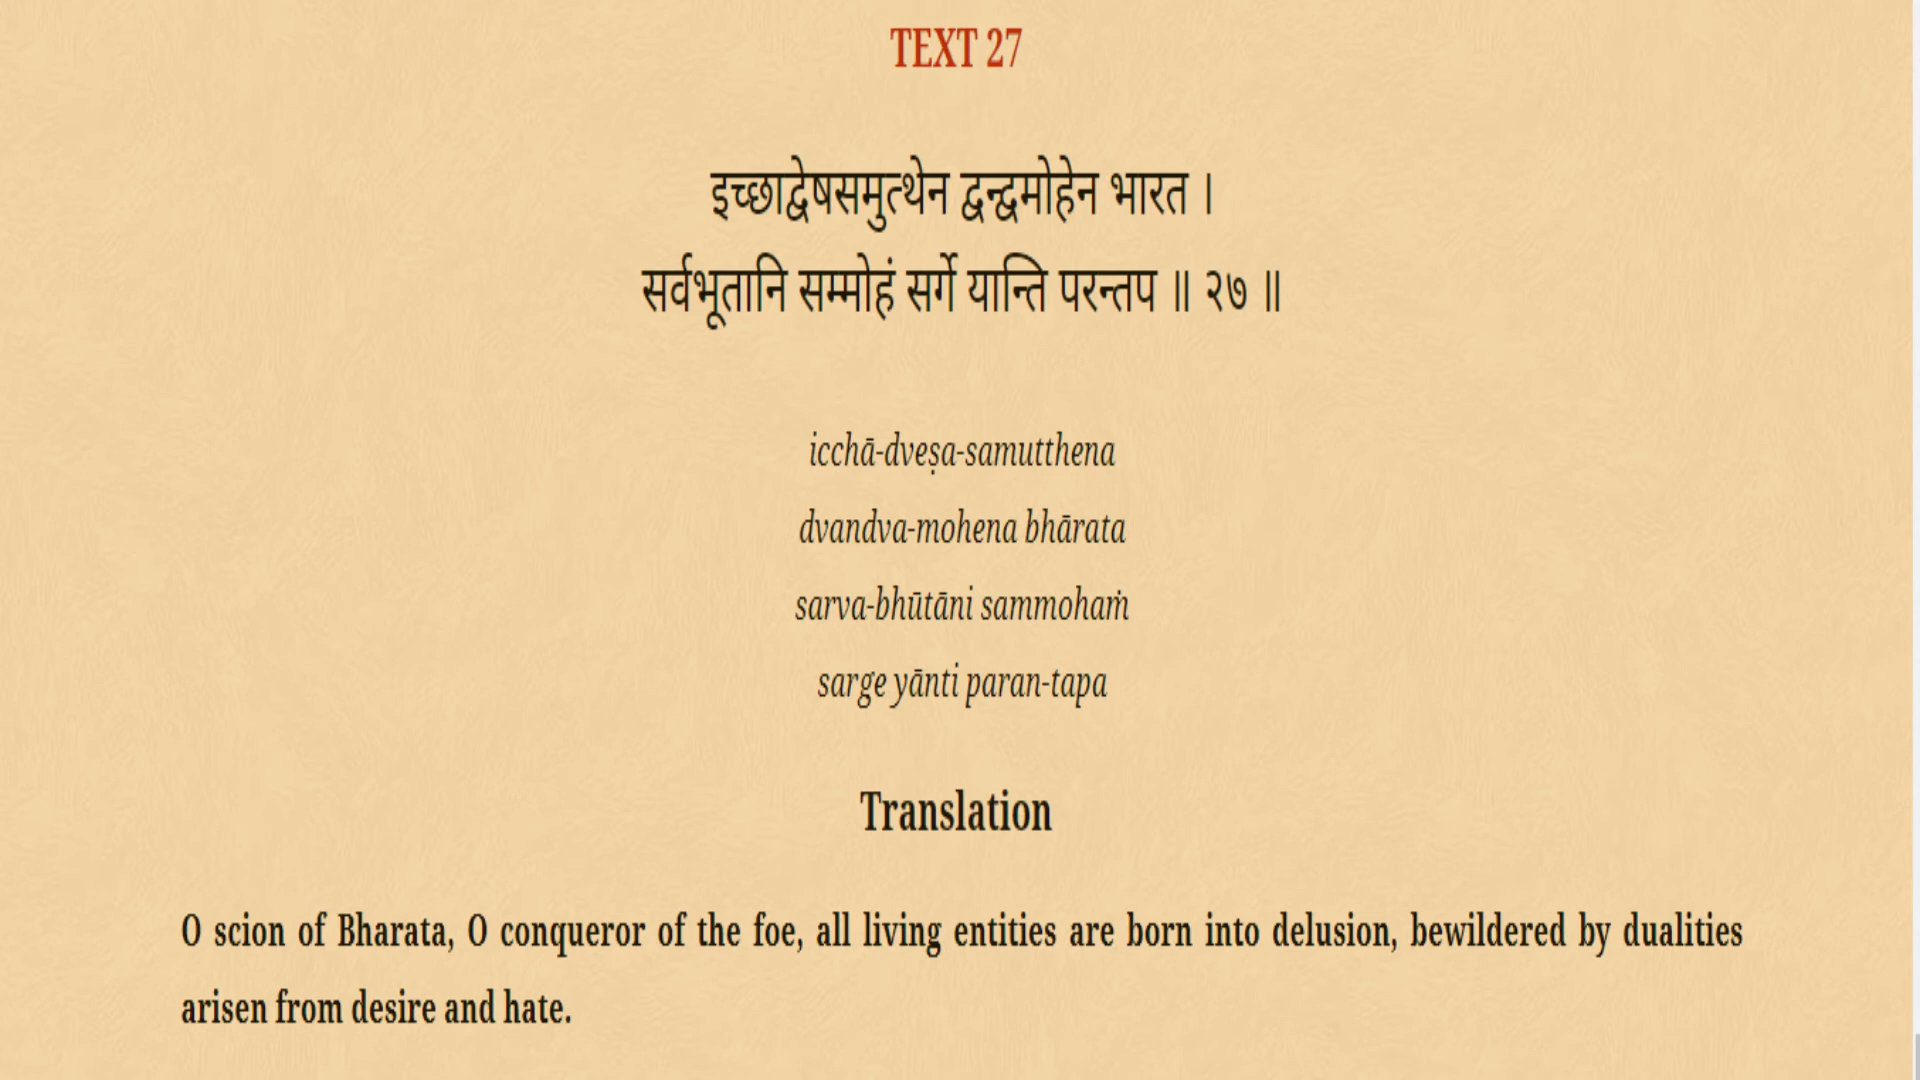 TEXT 27
इच्छाद्वेषसमुत्थेन द्वन्द्वमोहेन भारत ।
सर्वभूतानि सम्मोहं सर्गे यान्ति परन्तप ॥ २७ ॥
icchā-dveṣa-samutthena
dvandva-mohena bhārata
sarva-bhūtāni sammohaṁ
sarge yānti paran-tapa
Translation
O scion of Bharata, O conqueror of the foe, all living entities are born into delusion, bewildered by dualities
arisen from desire and hate.